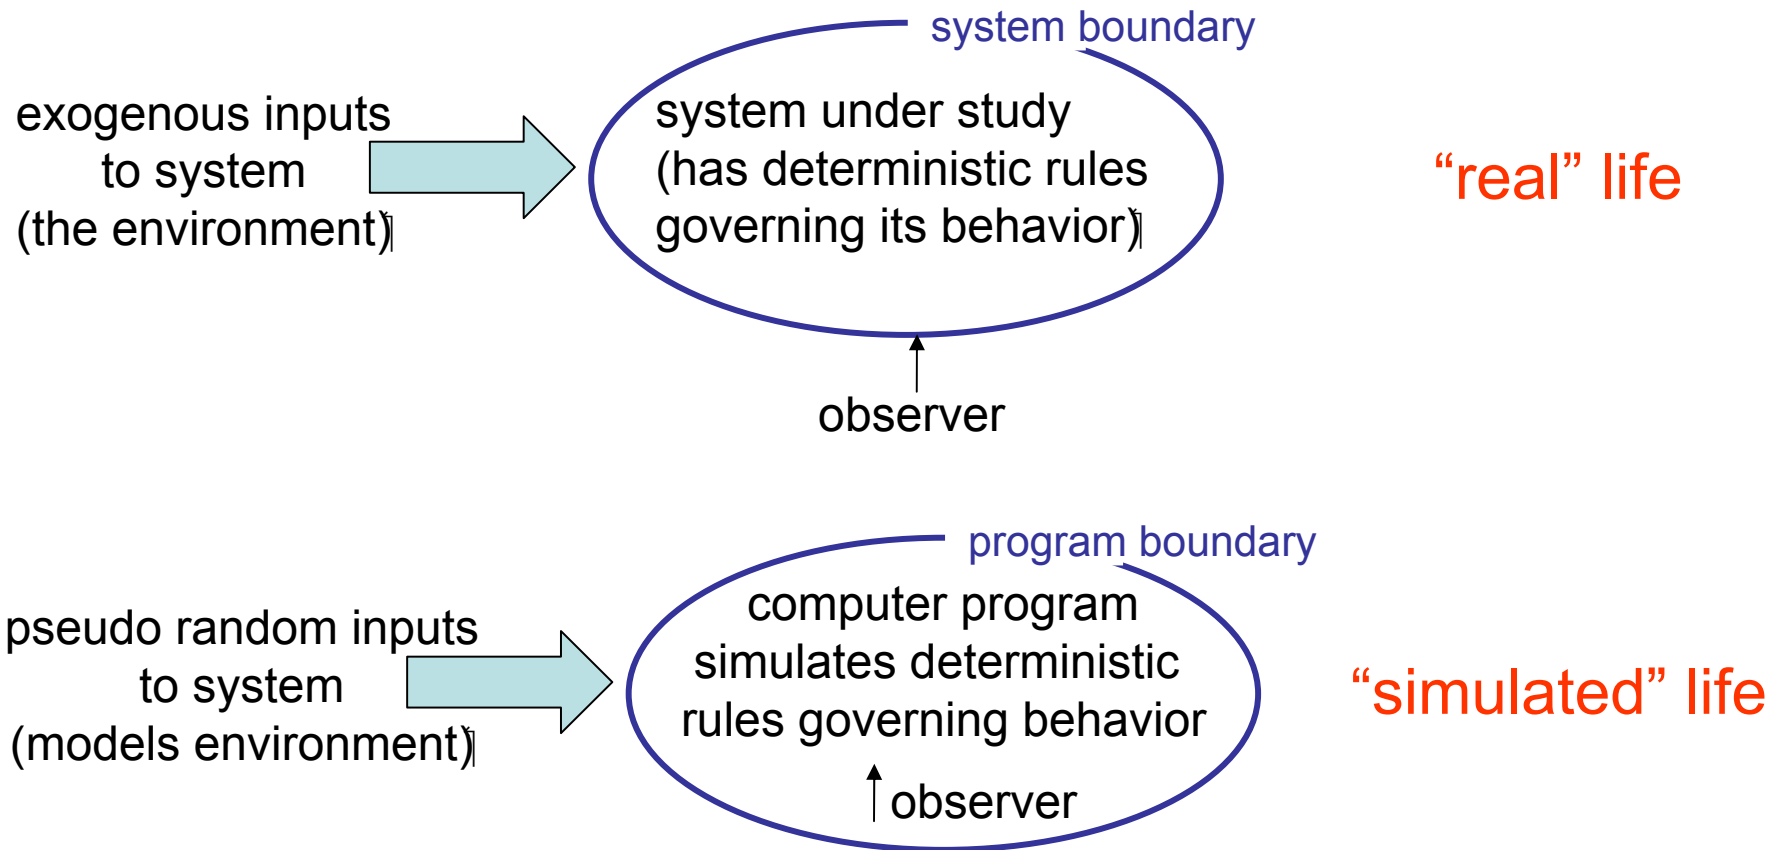 system boundary
exogenous inputs
to system
(the environment)
system under study
(has deterministic rules
governing its behavior)
“real” life
observer
program boundary
pseudo random inputs
to system
(models environment)
computer program
simulates deterministic
rules governing behavior
observer
“simulated” life